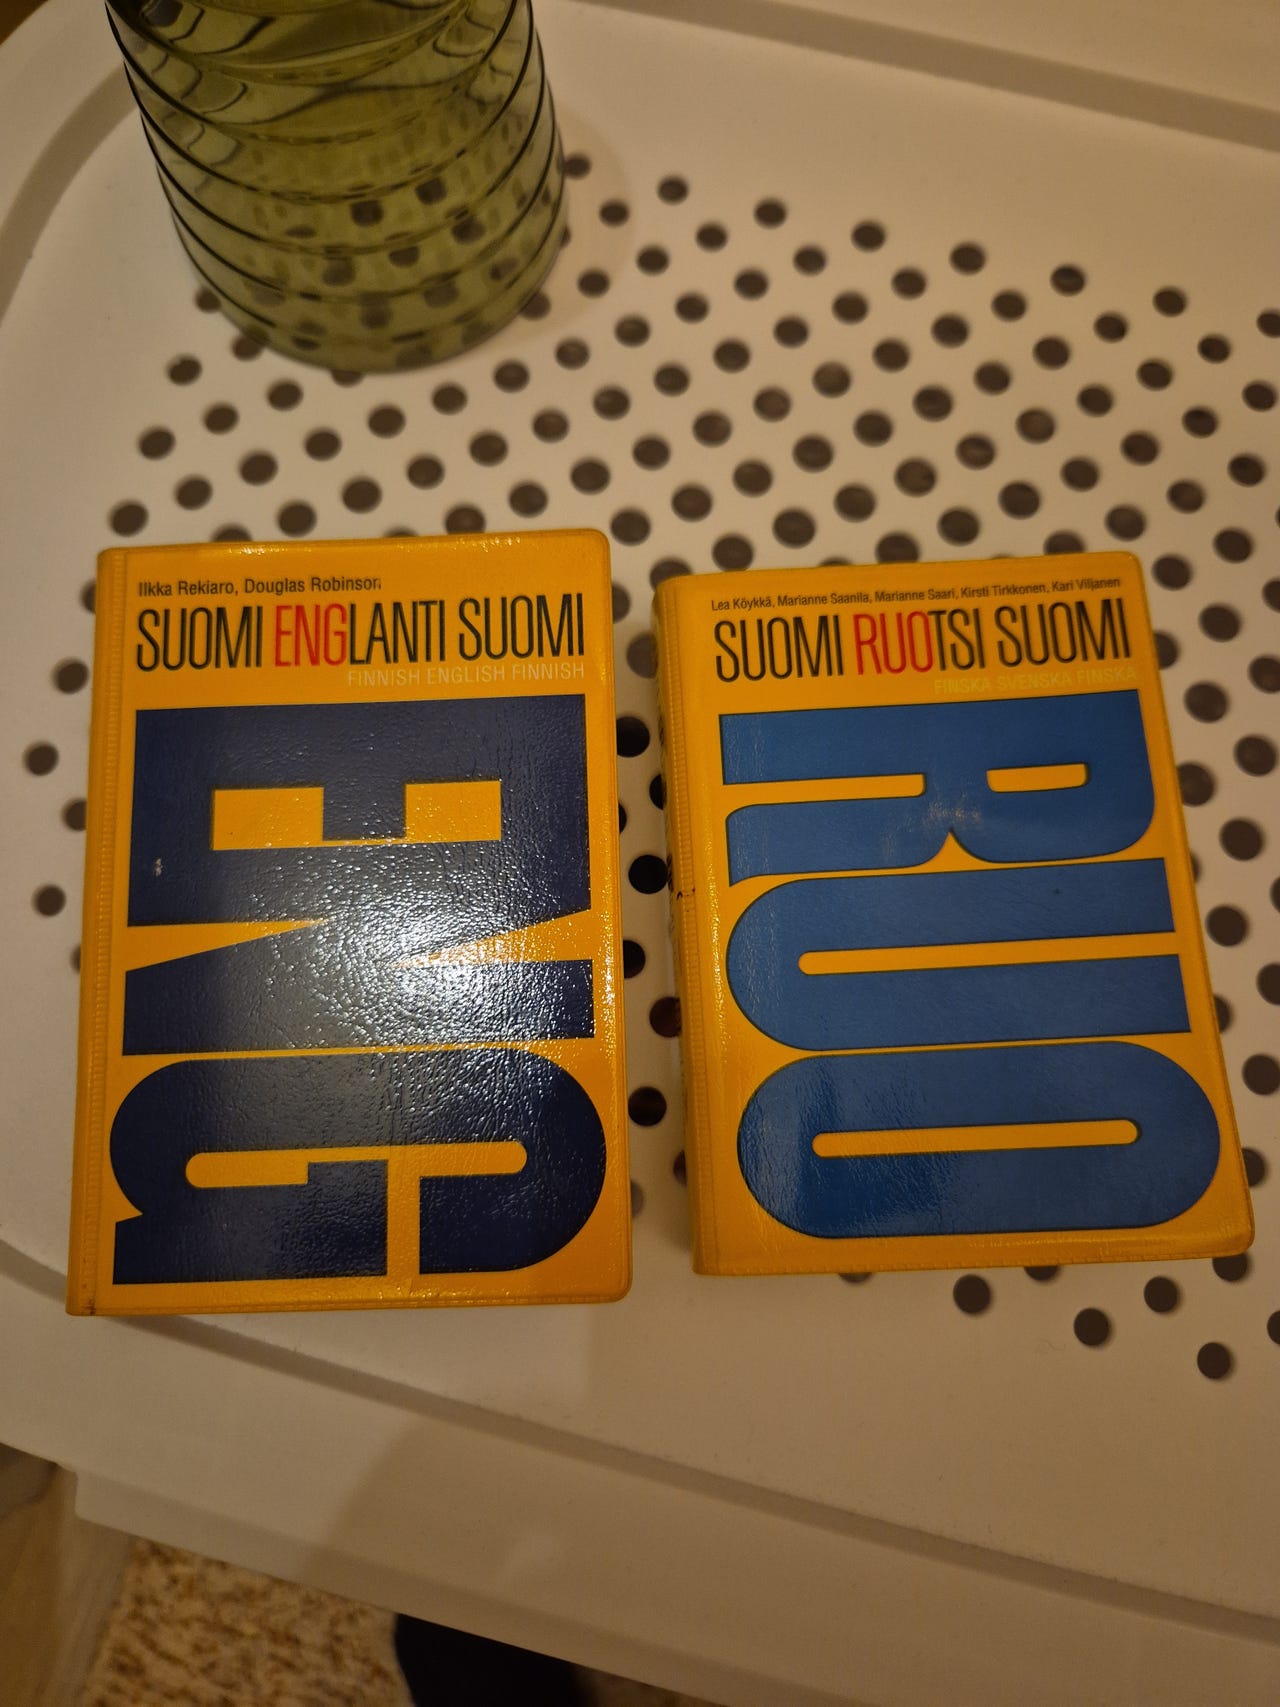 Ilkka Rekiaro, Douglas Robinson
SUOMI ENGLANTI SUOMI
FINNISH ENGLISH FINNISH
ENG
Lea Köykkä, Marianne Saanila, Marianne Saari, Kirsti Tirkkonen, Kari Viljanen
SUOMI RUOTSI SUOMI
FINSKA SVENSKA FINSKA
RUO